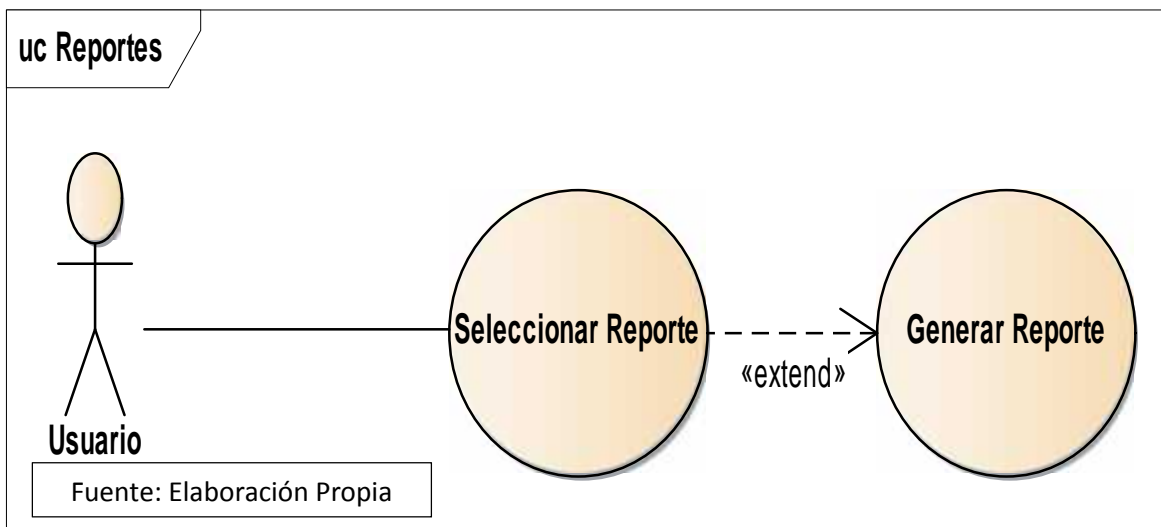 uc Reportes
Seleccionar Reporte
Generar Reporte
«extend»
Usuario
Fuente: Elaboración Propia